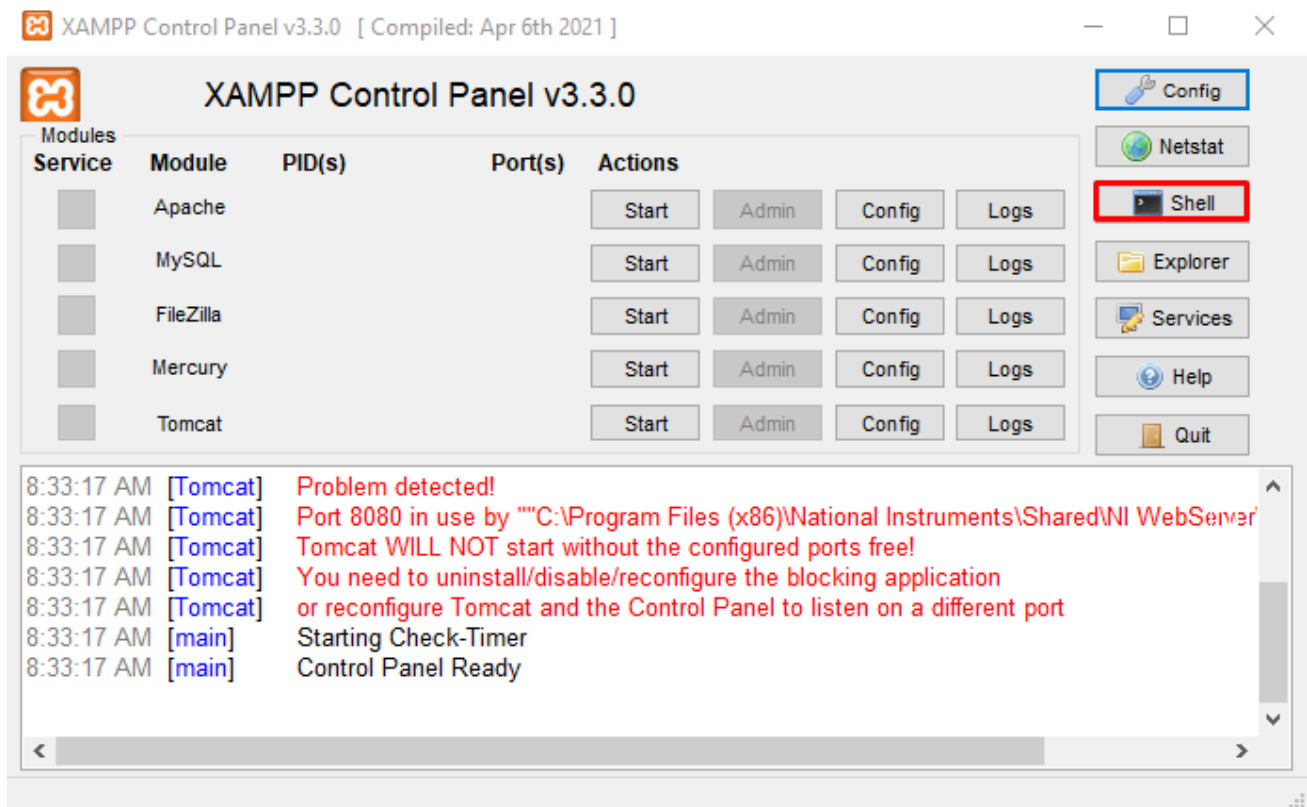 XAMPP Control Panel v3.3.0 [ Compiled: Apr 6th 2021 ]
XAMPP Control Panel v3.3.0
Config
Modules
Service Module PID(s) Port(s) Actions
Netstat
Apache Start Admin Config Logs
Shell
MySQL Start Admin Config Logs
Explorer
FileZilla Start Admin Config Logs
Services
Mercury Start Admin Config Logs
Help
Tomcat Start Admin Config Logs
Quit
8:33:17 AM [Tomcat] Problem detected!
8:33:17 AM [Tomcat] Port 8080 in use by ""C:\Program Files (x86)\National Instruments\Shared\NI WebServer\
8:33:17 AM [Tomcat] Tomcat WILL NOT start without the configured ports free!
8:33:17 AM [Tomcat] You need to uninstall/disable/reconfigure the blocking application
8:33:17 AM [Tomcat] or reconfigure Tomcat and the Control Panel to listen on a different port
8:33:17 AM [main] Starting Check-Timer
8:33:17 AM [main] Control Panel Ready